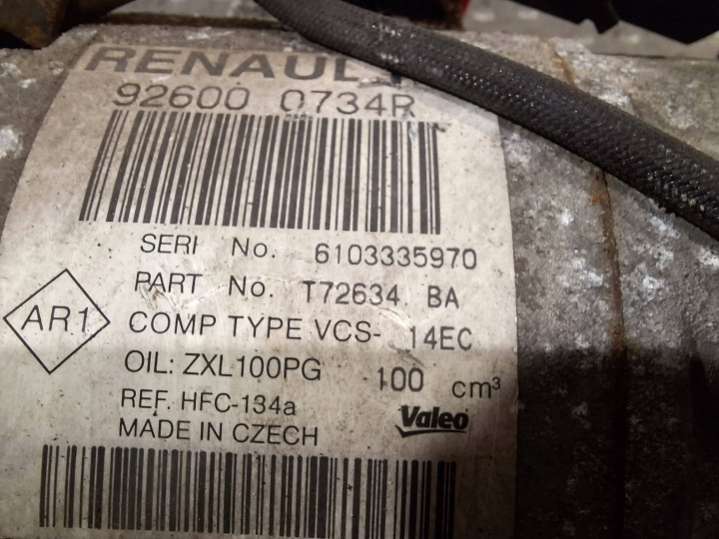 RENAULT
92600 0734R
SERI No. 6103335970
PART No. T72634 BA
AR1
COMP TYPE VCS- 14EC
OIL: ZXL100PG 100 cm³
REF. HFC-134a
Valeo
MADE IN CZECH